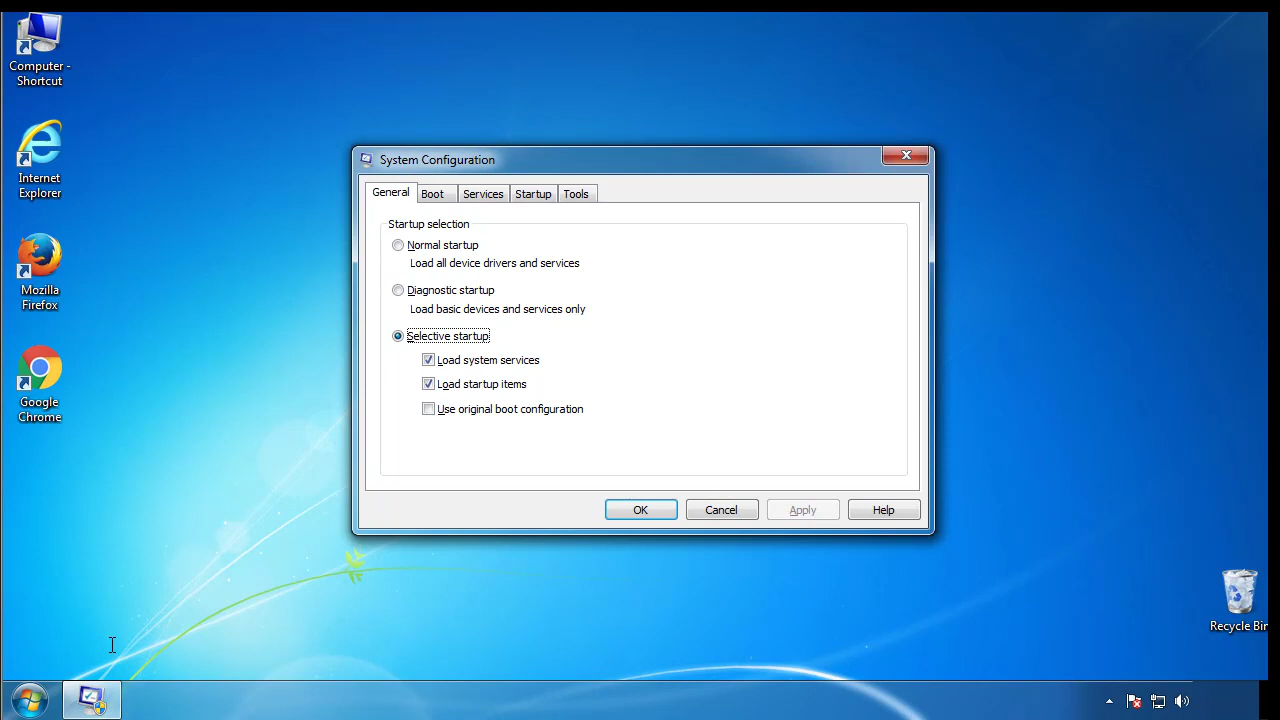 Computer -
Shortcut
Internet
Explorer
Mozilla
Firefox
Google
Chrome
System Configuration
General
Boot
Services
Startup
Tools
Startup selection
Normal startup
Load all device drivers and services
Diagnostic startup
Load basic devices and services only
Selective startup
Load system services
Load startup items
Use original boot configuration
OK
Cancel
Apply
Help
Recycle Bin